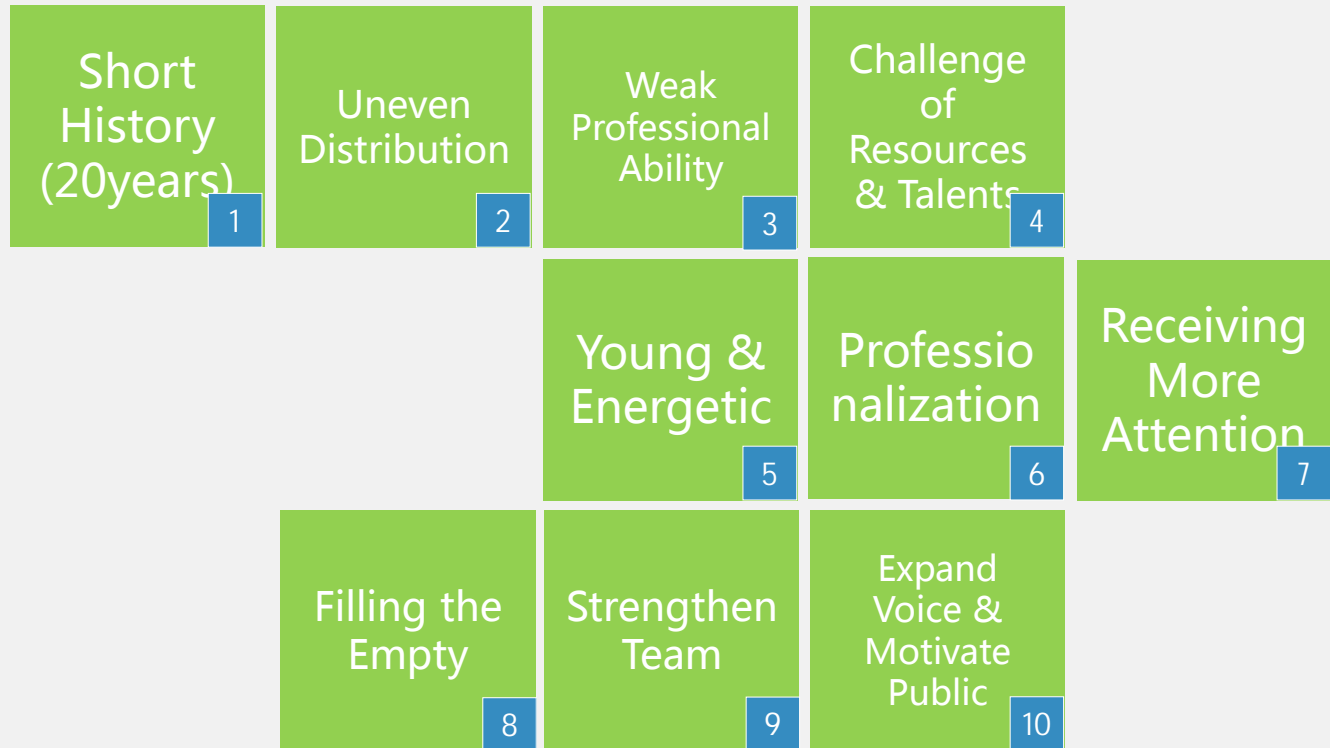 Short
History
(20years)
1
Uneven
Distribution
2
Weak
Professional
Ability
3
Challenge
of
Resources
& Talents
4
Young &
Energetic
5
Professio
nalization
6
Receiving
More
Attention
7
Filling the
Empty
8
Strengthen
Team
9
Expand
Voice &
Motivate
Public
10